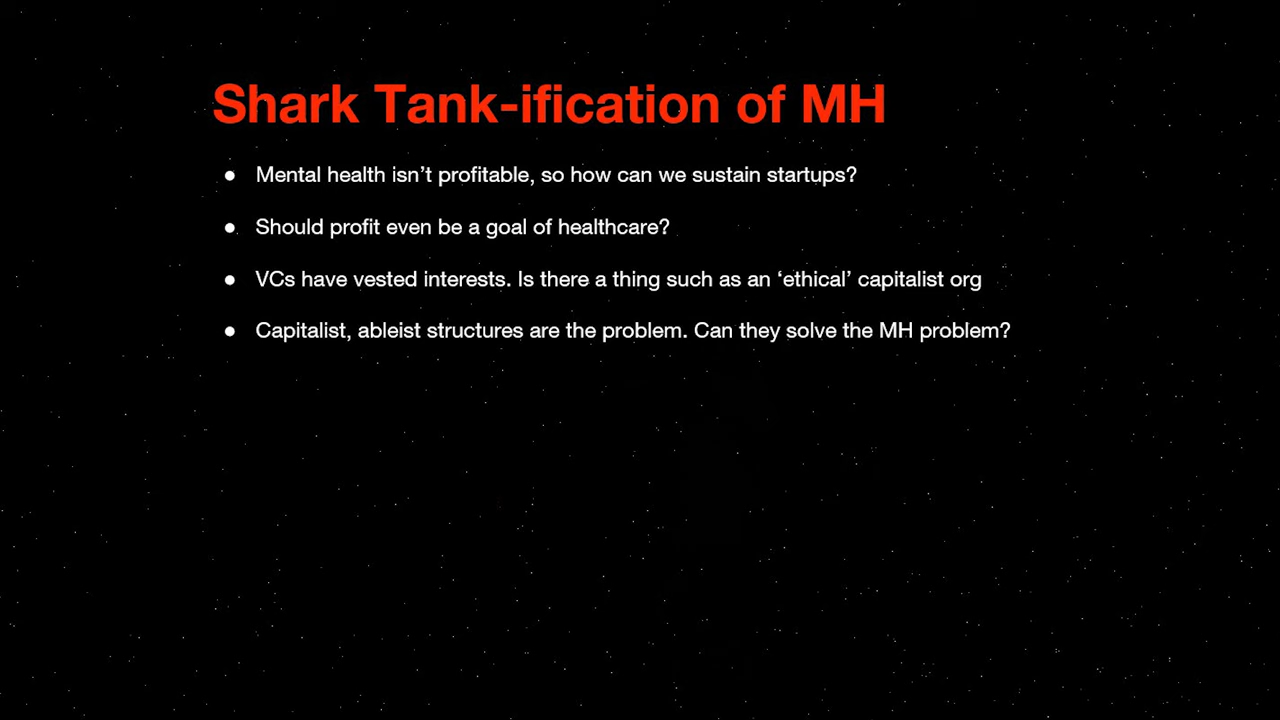 Shark Tank-ification of MH
● Mental health isn’t profitable, so how can we sustain startups?
● Should profit even be a goal of healthcare?
● VCs have vested interests. Is there a thing such as an ‘ethical’ capitalist org
● Capitalist, ableist structures are the problem. Can they solve the MH problem?